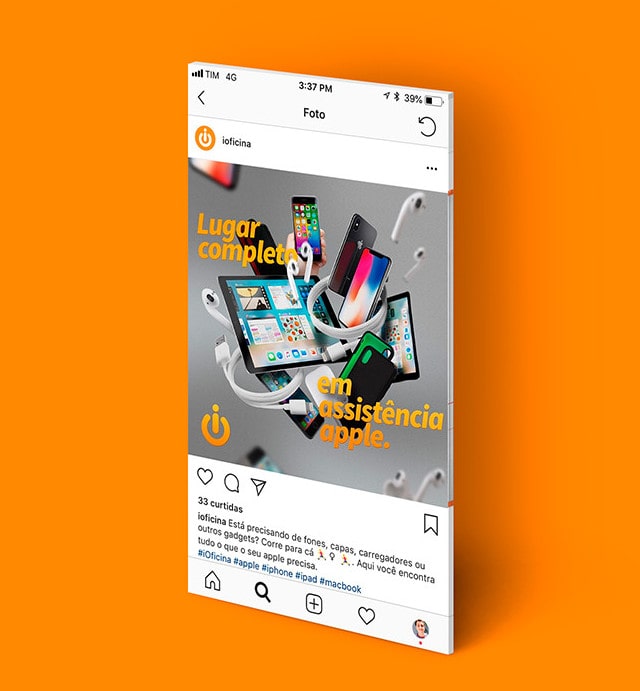 TIM 4G
3:37 PM
39%
Foto
ioficina
Lugar
completo
em
assistência
apple.
33 curtidas
ioficina Está precisando de fones, capas, carregadores ou
outros gadgets? Corre para cá 🏃♀ 🏃. Aqui você encontra
tudo o que o seu apple precisa.
#iOficina #apple #iphone #ipad #macbook